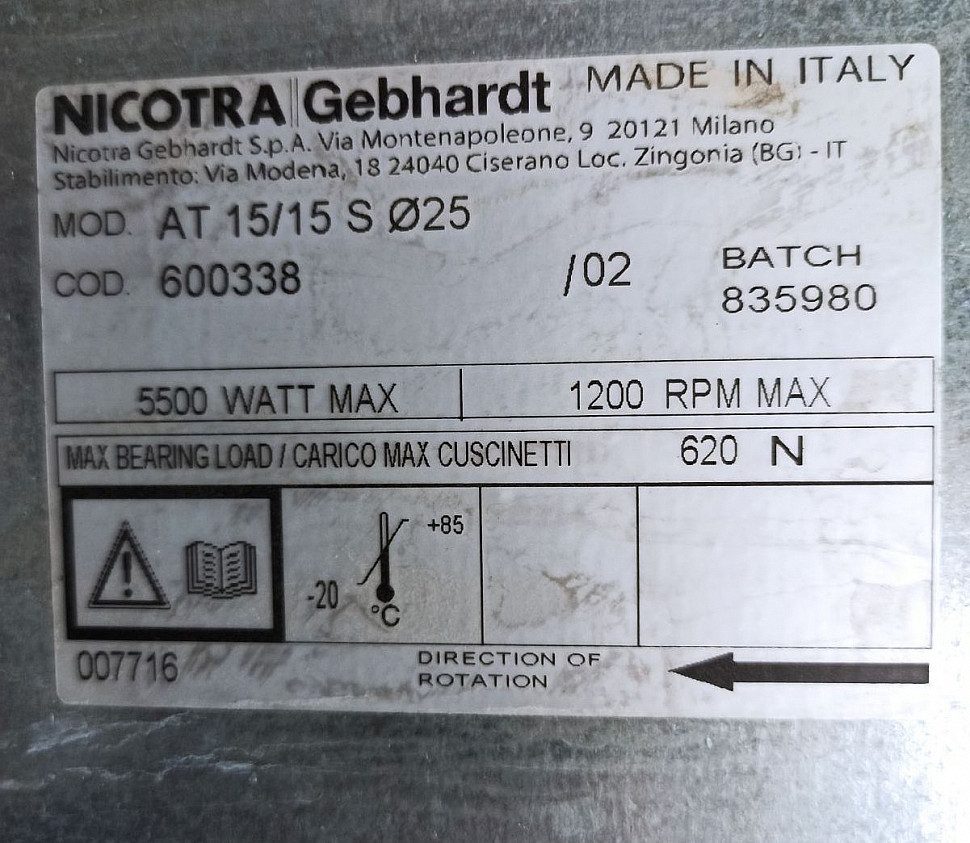 NICOTRA||Gebhardt MADE IN ITALY
Nicotra Gebhardt S.p.A. Via Montenapoleone, 9 20121 Milano
Stabilimento: Via Modena, 18 24040 Ciserano Loc. Zingonia (BG) - IT
MOD. AT 15/15 S Ø25
COD. 600338 /02 BATCH
835980
5500 WATT MAX 1200 RPM MAX
MAX BEARING LOAD / CARICO MAX CUSCINETTI 620 N
+85
-20
°C
007716
DIRECTION OF
ROTATION